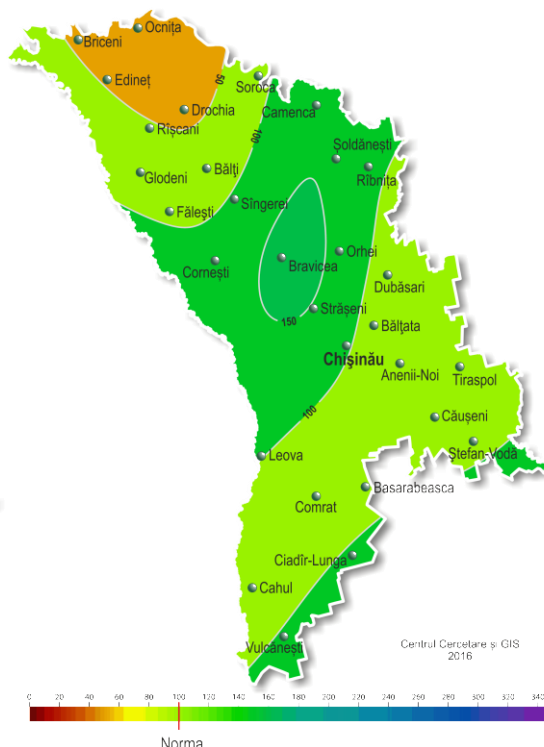 Ocnița
Briceni
Edineț
50
Soroca
Drochia
Camenca
Rîșcani
100
Șoldănești
Bălți
Rîbnița
Glodeni
Sîngerei
Fălești
Orhei
Bravicea
Cornești
Dubăsari
Strășeni
150
Bălțata
Chișinău
Anenii-Noi
Tiraspol
100
Căușeni
Ștefan-Vodă
Leova
Basarabeasca
Comrat
Ciadîr-Lunga
Cahul
Vulcănești
Centrul Cercetare și GIS
2016
0 20 40 60 80 100 120 140 160 180 200 220 240 260 280 300 320 340
Norma